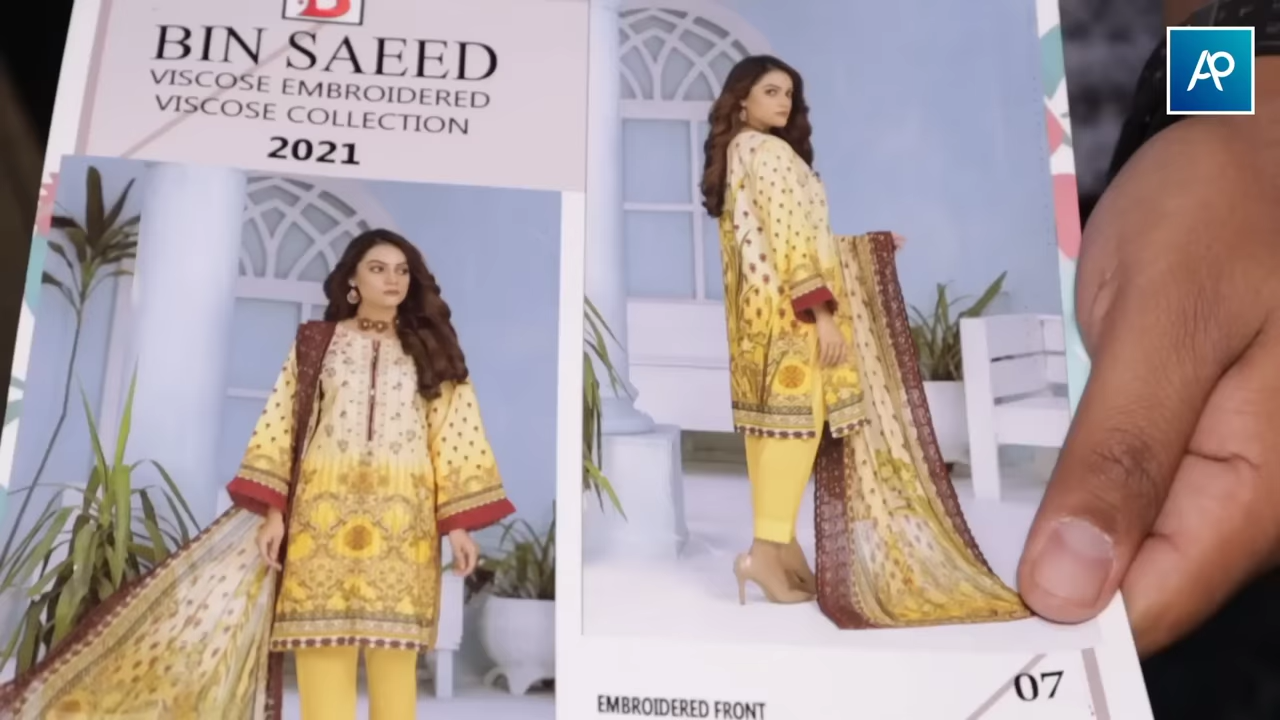 B
BIN SAEED
VISCOSE EMBROIDERED
VISCOSE COLLECTION
2021
AP
EMBROIDERED FRONT
07